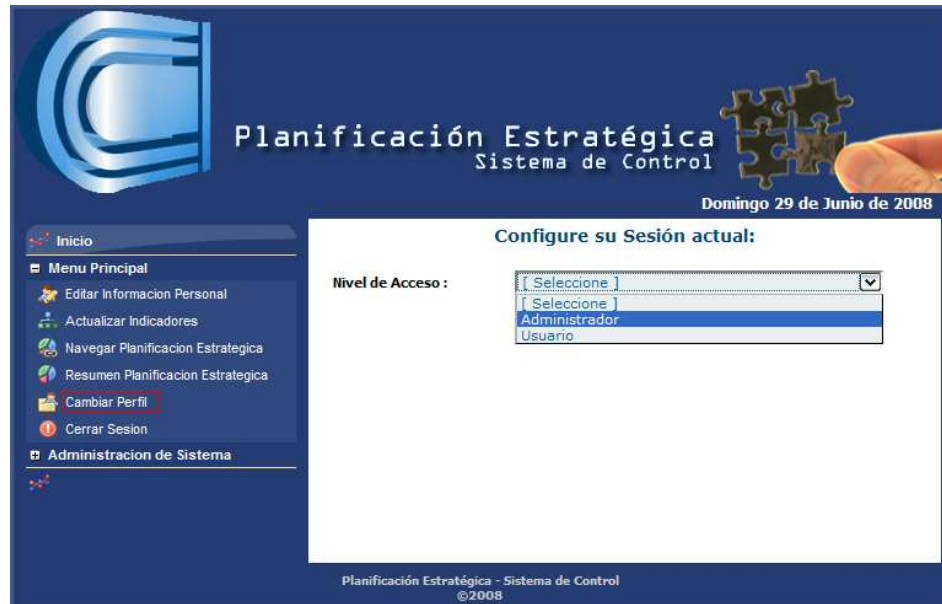 Planificación Estratégica
Sistema de Control
Domingo 29 de Junio de 2008
Inicio
Menu Principal
Editar Informacion Personal
Actualizar Indicadores
Navegar Planificacion Estrategica
Resumen Planificacion Estrategica
Cambiar Perfil
Cerrar Sesion
Administracion de Sistema
Configure su Sesión actual:
Nivel de Acceso :
[ Seleccione ]
[ Seleccione ]
Administrador
Usuario
Planificación Estratégica - Sistema de Control
©2008